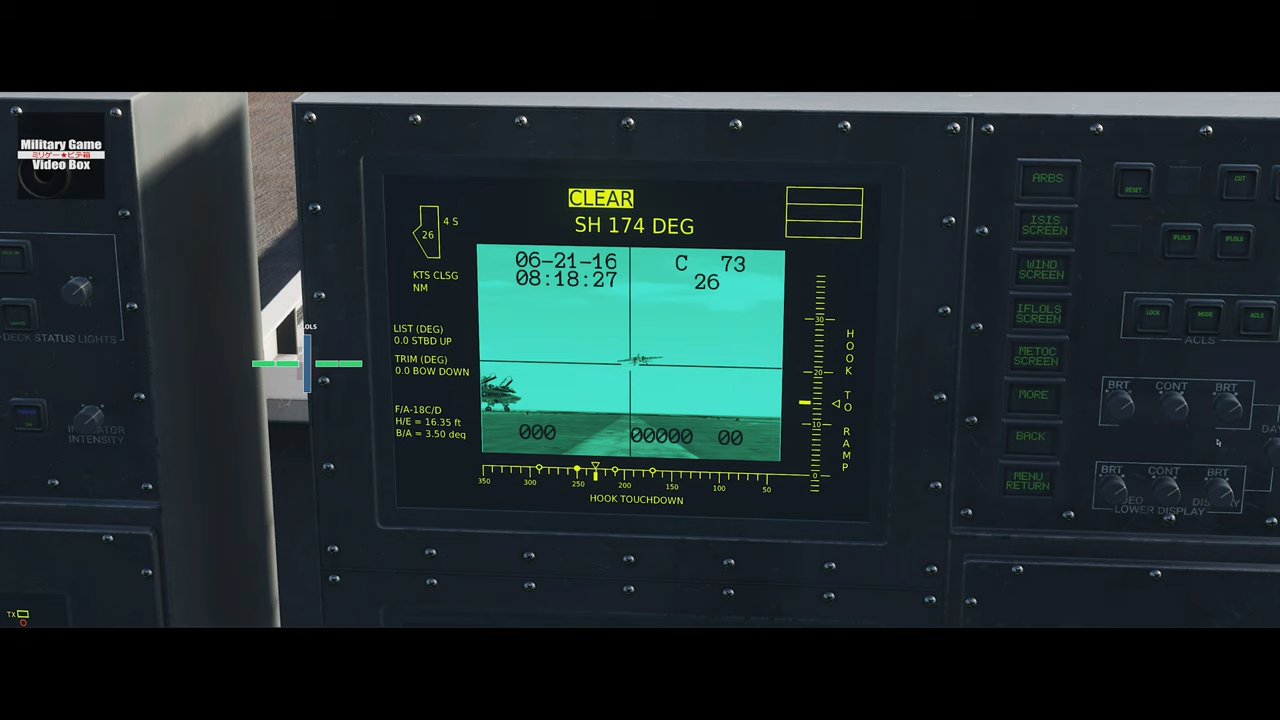 Military Game
ミリゲー★ビデ箱
Video Box
DECK STATUS LIGHTS
INTENSITY
TX
LOLS
CLEAR
SH 174 DEG
26
4 S
KTS CLSG
NM
LIST (DEG)
0.0 STBD UP
TRIM (DEG)
0.0 BOW DOWN
F/A-18C/D
H/E = 16.35 ft
B/A = 3.50 deg
06-21-16
08:18:27
C 73
26
000
00000 00
350 300 250 200 150 100 50
HOOK TOUCHDOWN
30
20
10
0
HOOK TO RAMP
ARBS
ISIS
SCREEN
WIND
SCREEN
IFLOLS
SCREEN
METOC
SCREEN
MORE
BACK
MENU
RETURN
RESET
CUT
IFLOLS
IFLOLS
LOCK
MODE
ACLS
ACLS
BRT CONT BRT
BRT CONT BRT
LOWER DISPLAY